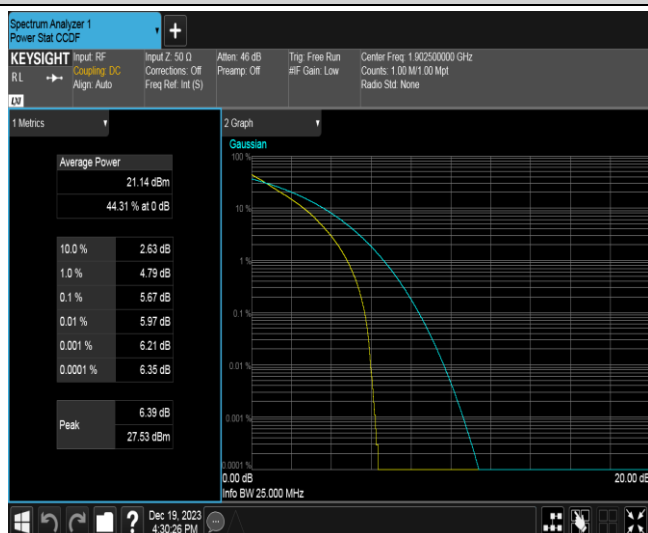 Spectrum Analyzer 1
Power Stat CCDF
+
KEYSIGHT
RL
LXI
Input: RF
Coupling: DC
Align: Auto
Input Z: 50 Ω
Corrections: Off
Freq Ref: Int (S)
Atten: 46 dB
Preamp: Off
Trig: Free Run
#IF Gain: Low
Center Freq: 1.902500000 GHz
Counts: 1.00 M/1.00 Mpt
Radio Std: None
1 Metrics
Average Power
21.14 dBm
44.31 % at 0 dB
10.0 % 2.63 dB
1.0 % 4.79 dB
0.1 % 5.67 dB
0.01 % 5.97 dB
0.001 % 6.21 dB
0.0001 % 6.35 dB
Peak
6.39 dB
27.53 dBm
2 Graph
Gaussian
100 %
10 %
1 %
0.1 %
0.01 %
0.001 %
0.0001 %
0.00 dB
20.00 dB
Info BW 25.000 MHz
?
Dec 19, 2023
4:30:26 PM